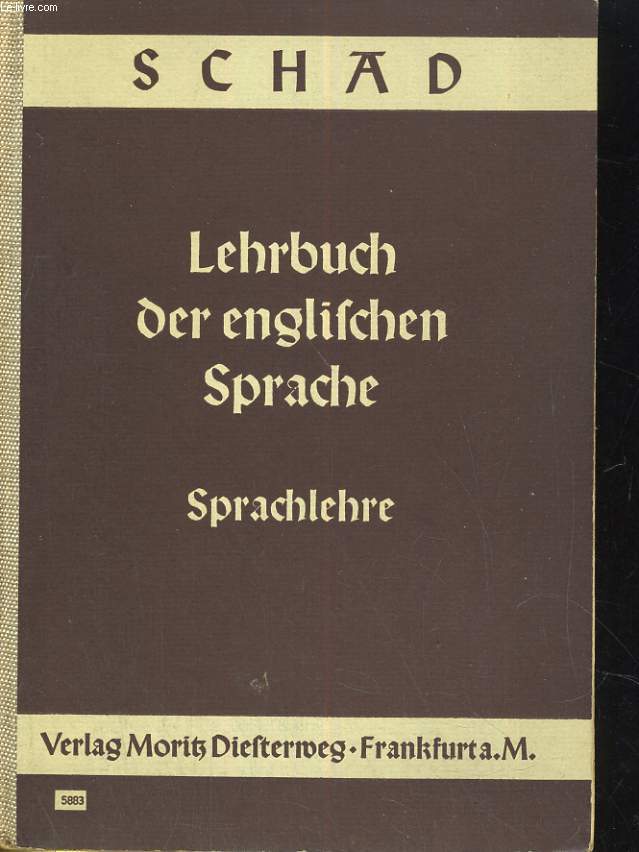 Le-livre.com
SCHAD
Lehrbuch
der engliſchen
Sprache
Sprachlehre
Verlag Moritz Dieſterweg · Frankfurt a. M.
5883